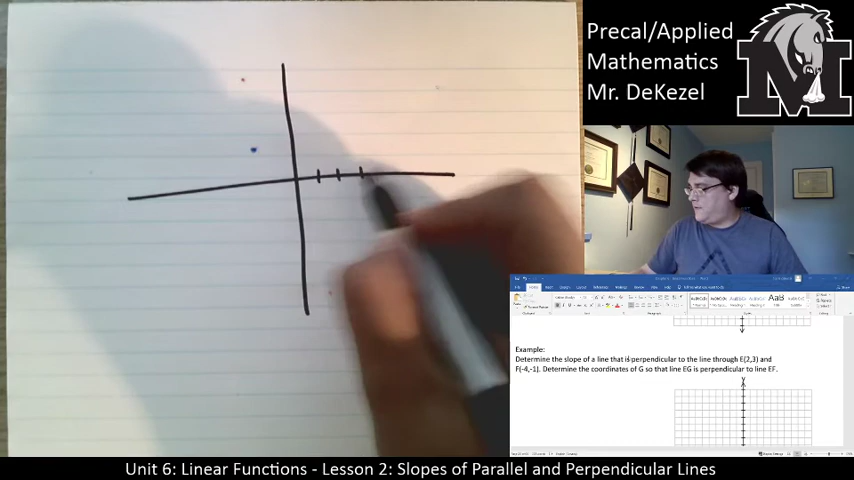 Precal/Applied
Mathematics
Mr. DeKezel
M
Example:
Determine the slope of a line that is perpendicular to the line through E(2,3) and
F(-4,-1). Determine the coordinates of G so that line EG is perpendicular to line EF.
Unit 6: Linear Functions - Lesson 2: Slopes of Parallel and Perpendicular Lines